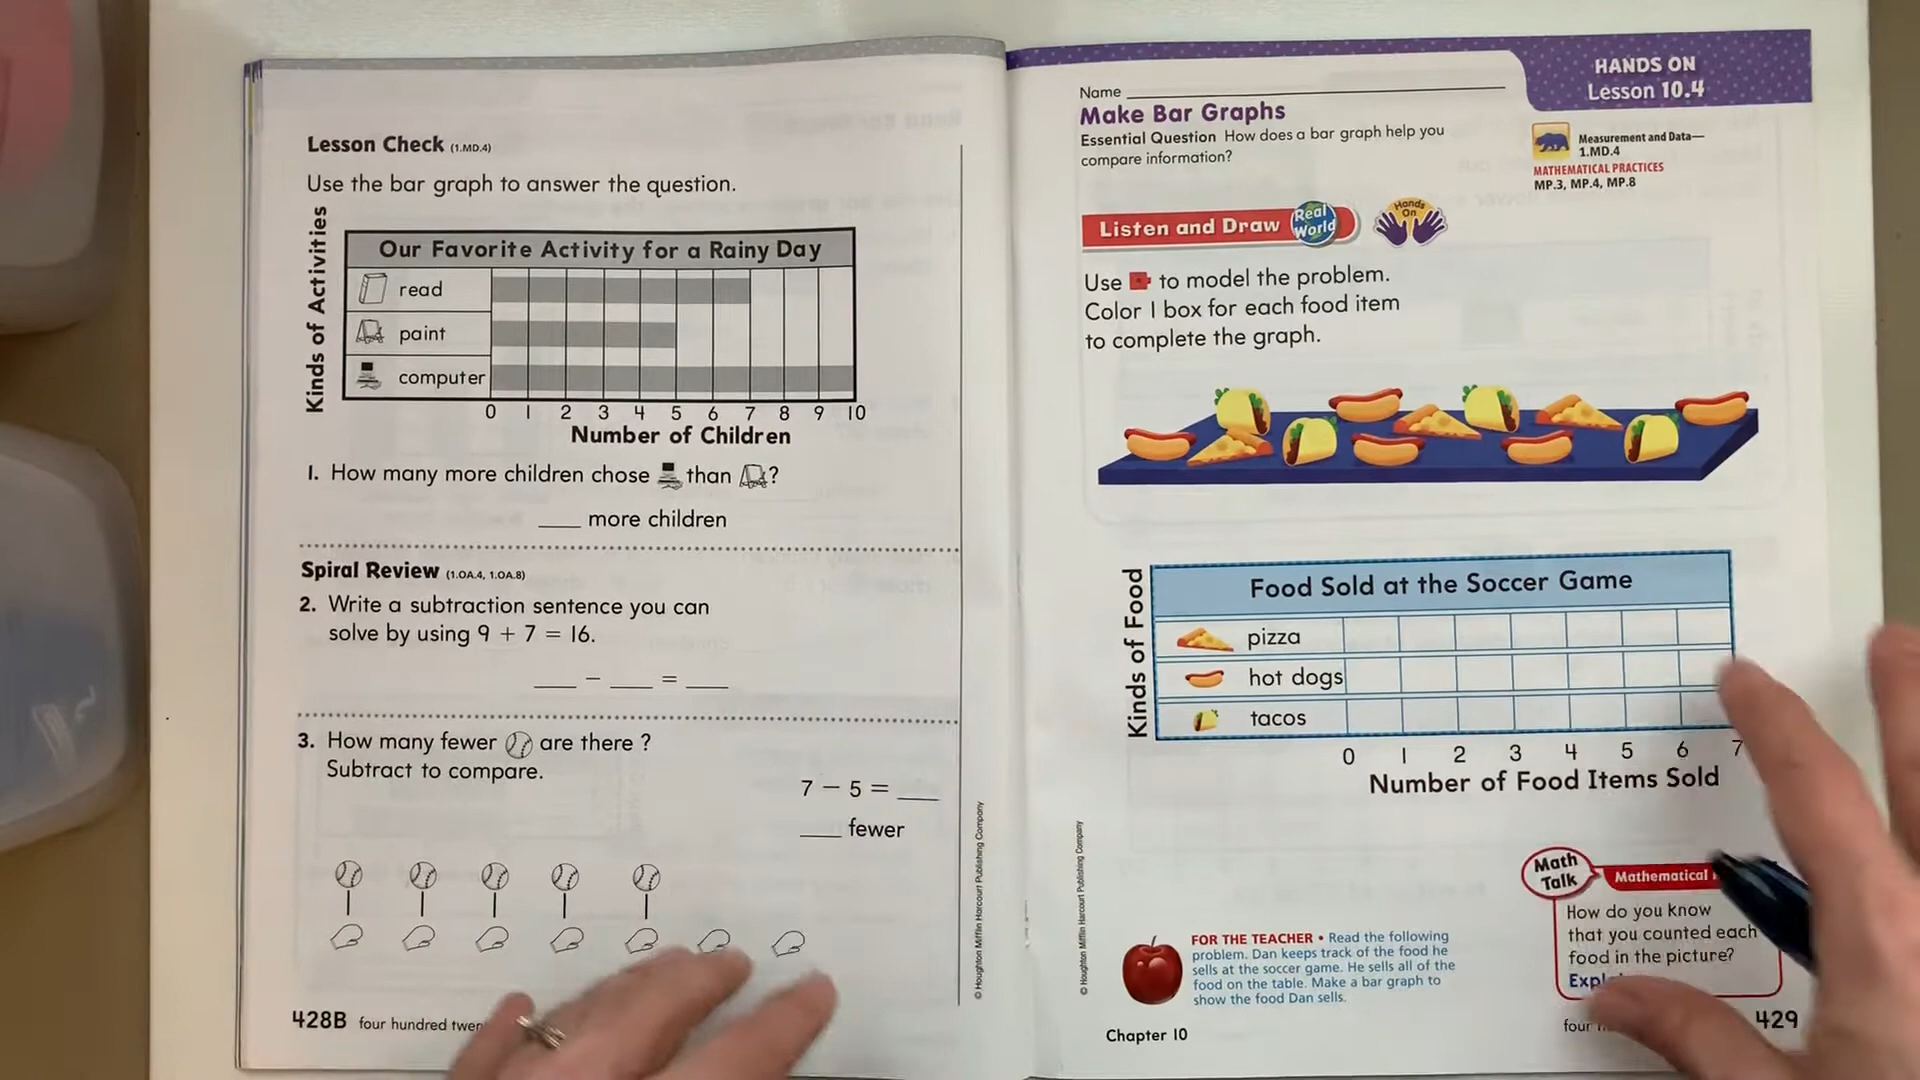 Lesson Check (1.MD.4)
Use the bar graph to answer the question.
Kinds of Activities
Our Favorite Activity for a Rainy Day
read
paint
computer
0 1 2 3 4 5 6 7 8 9 10
Number of Children
1. How many more children chose than ?
____ more children
Spiral Review (1.OA.4, 1.OA.8)
2. Write a subtraction sentence you can
solve by using 9 + 7 = 16.
____ − ____ = ____
3. How many fewer are there ?
Subtract to compare.
7 − 5 = ____
____ fewer
© Houghton Mifflin Harcourt Publishing Company
428B four hundred
Name
HANDS ON
Lesson 10.4
Make Bar Graphs
Essential Question How does a bar graph help you
compare information?
Measurement and Data—
1.MD.4
MATHEMATICAL PRACTICES
MP.3, MP.4, MP.8
Listen and Draw
Real
World
Hands
On
Use to model the problem.
Color 1 box for each food item
to complete the graph.
Kinds of Food
Food Sold at the Soccer Game
pizza
hot dogs
tacos
0 1 2 3 4 5 6 7
Number of Food Items Sold
Math
Talk
Mathematical
How do you know
that you counted each
food in the picture?
FOR THE TEACHER • Read the following
problem. Dan keeps track of the food he
sells at the soccer game. He sells all of the
food on the table. Make a bar graph to
show the food Dan sells.
© Houghton Mifflin Harcourt Publishing Company
Chapter 10
four
429